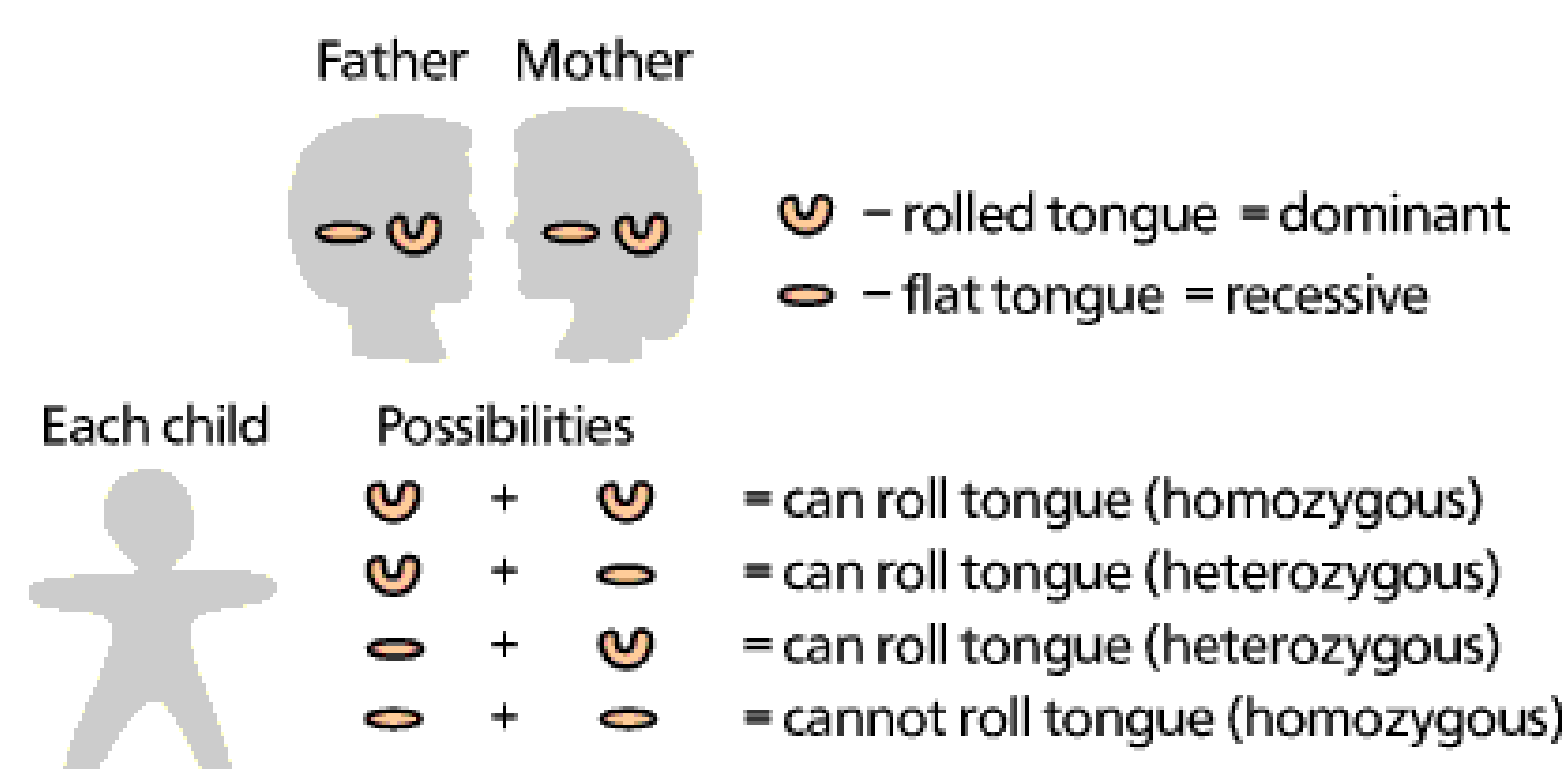 Father Mother
– rolled tongue = dominant
– flat tongue = recessive
Each child Possibilities
+ = can roll tongue (homozygous)
+ = can roll tongue (heterozygous)
+ = can roll tongue (heterozygous)
+ = cannot roll tongue (homozygous)